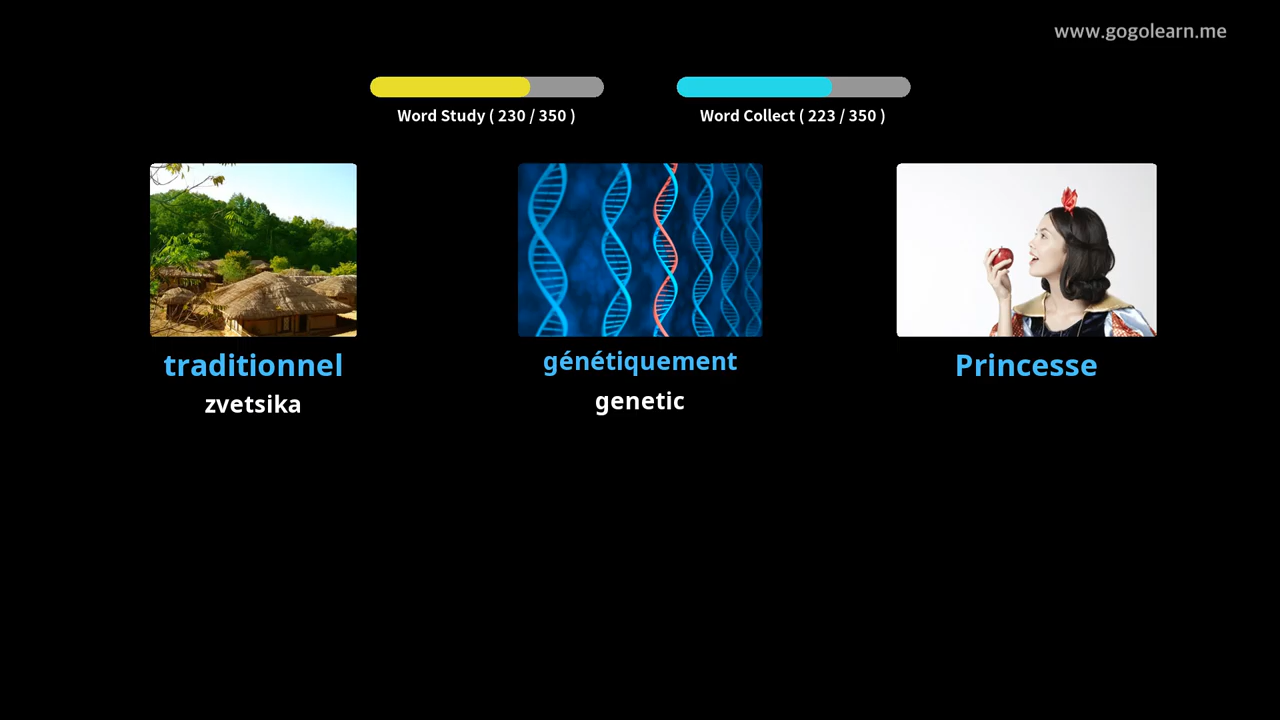 www.gogolearn.me
Word Study ( 230 / 350 )
Word Collect ( 223 / 350 )
traditionnel
génétiquement
Princesse
zvetsika
genetic